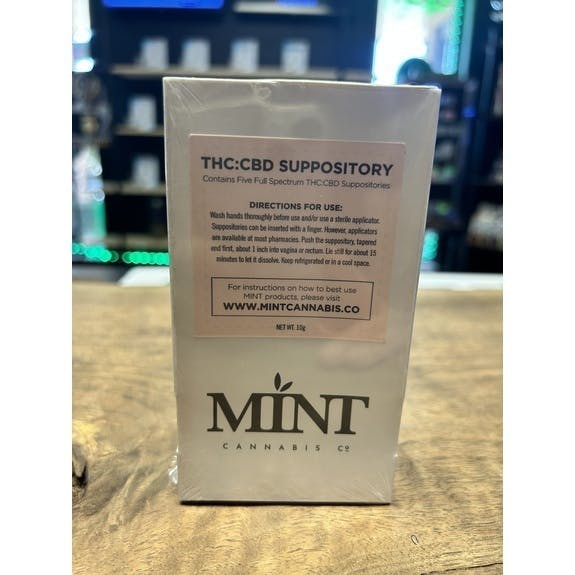 THC:CBD SUPPOSITORY
Contains Five Full Spectrum THC:CBD Suppositories
DIRECTIONS FOR USE:
Wash hands thoroughly before use and/or use a sterile applicator.
Suppositories can be inserted with a finger. However, applicators
are available at most pharmacies. Push the suppository, tapered
end first, about 1 inch into vagina or rectum. Lie still for about 15
minutes to let it dissolve. Keep refrigerated or in a cool space.
For instructions on how to best use
MINT products, please visit
WWW.MINTCANNABIS.CO
NET WT. 10g
MINT
CANNABIS Cº